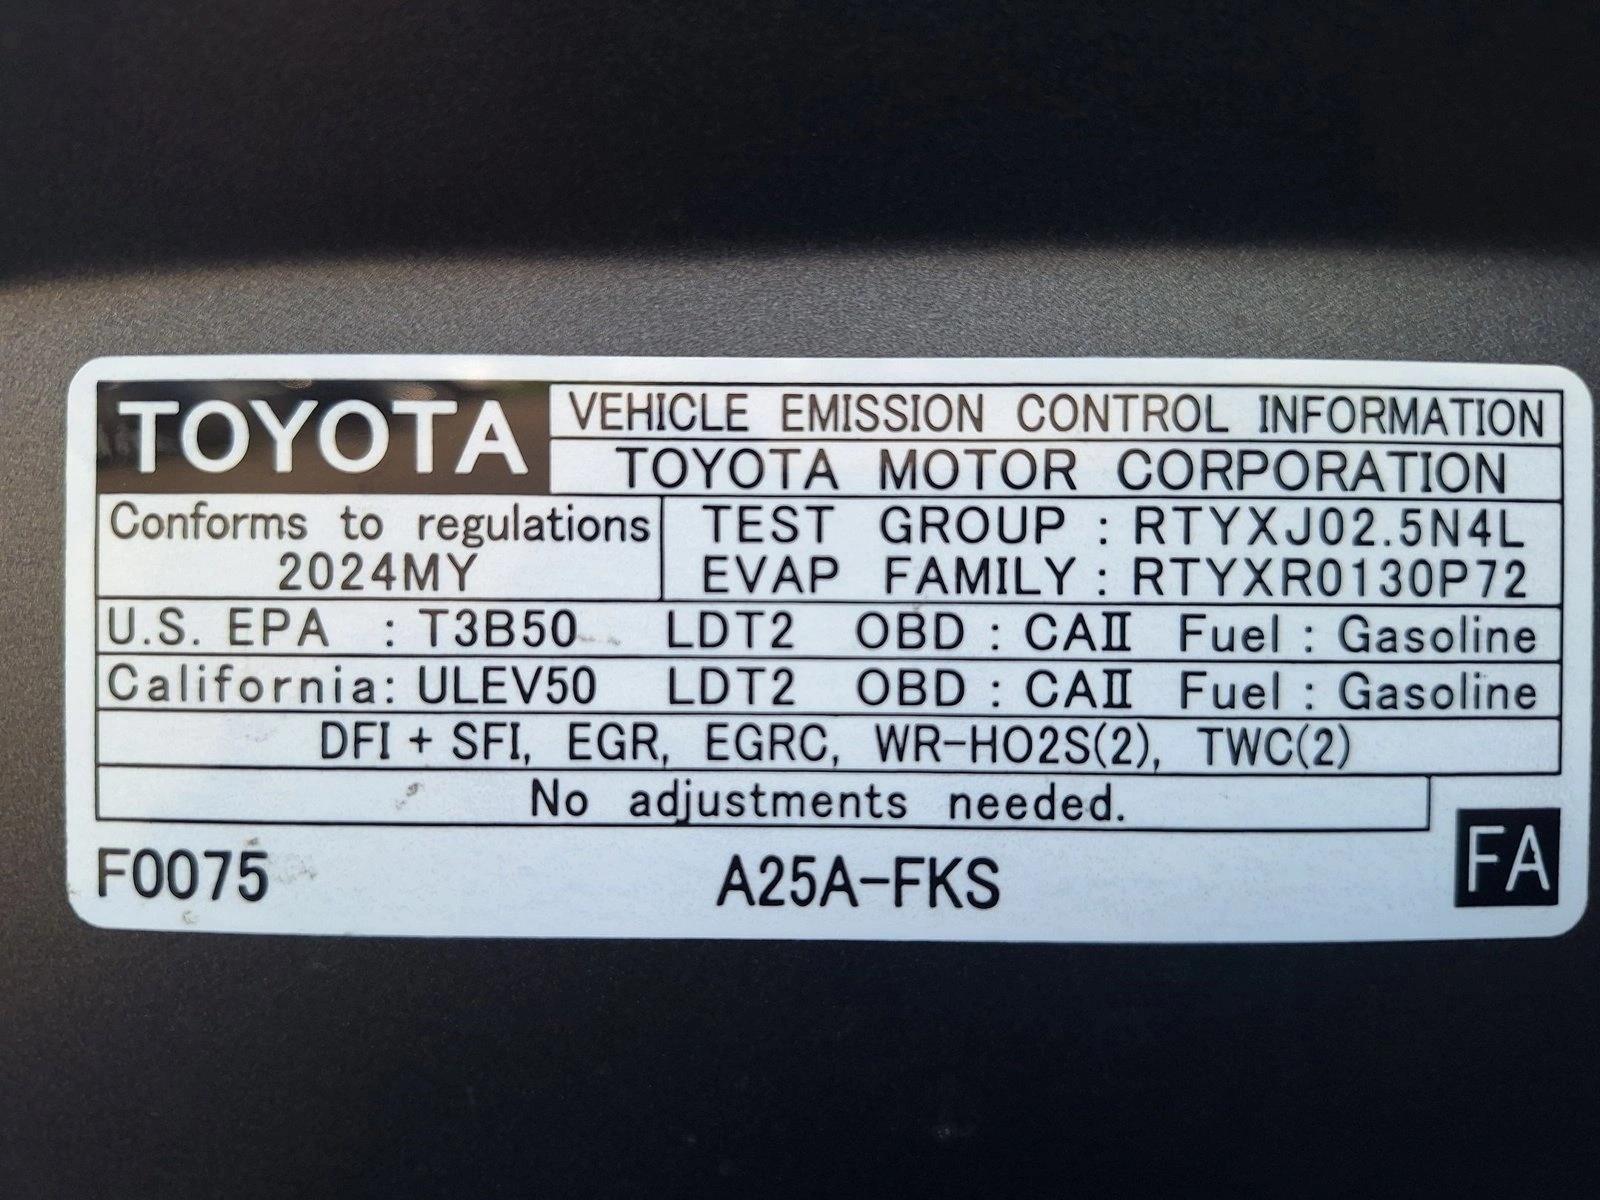 TOYOTA VEHICLE EMISSION CONTROL INFORMATION
TOYOTA MOTOR CORPORATION
Conforms to regulations
2024MY
TEST GROUP : RTYXJ02.5N4L
EVAP FAMILY : RTYXR0130P72
U.S. EPA : T3B50 LDT2 OBD : CAⅡ Fuel : Gasoline
California: ULEV50 LDT2 OBD : CAⅡ Fuel : Gasoline
DFI + SFI, EGR, EGRC, WR-HO2S(2), TWC(2)
No adjustments needed.
F0075 A25A-FKS FA